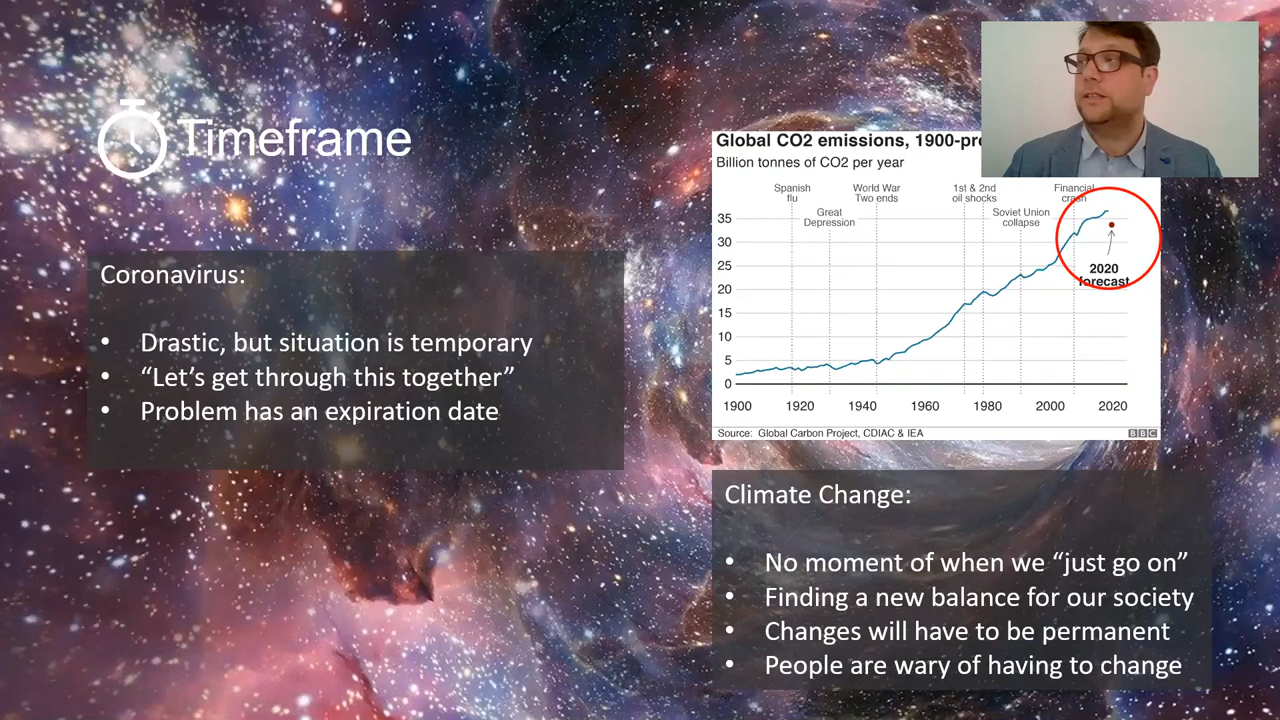 Timeframe
Coronavirus:
• Drastic, but situation is temporary
• “Let’s get through this together”
• Problem has an expiration date
Global CO2 emissions, 1900-pr
Billion tonnes of CO2 per year
Spanish flu
World War Two ends
1st & 2nd oil shocks
Financial crash
Great Depression
Soviet Union collapse
35
30
25
20
15
10
5
0
2020 forecast
1900 1920 1940 1960 1980 2000 2020
Source: Global Carbon Project, CDIAC & IEA
BBC
Climate Change:
• No moment of when we “just go on”
• Finding a new balance for our society
• Changes will have to be permanent
• People are wary of having to change